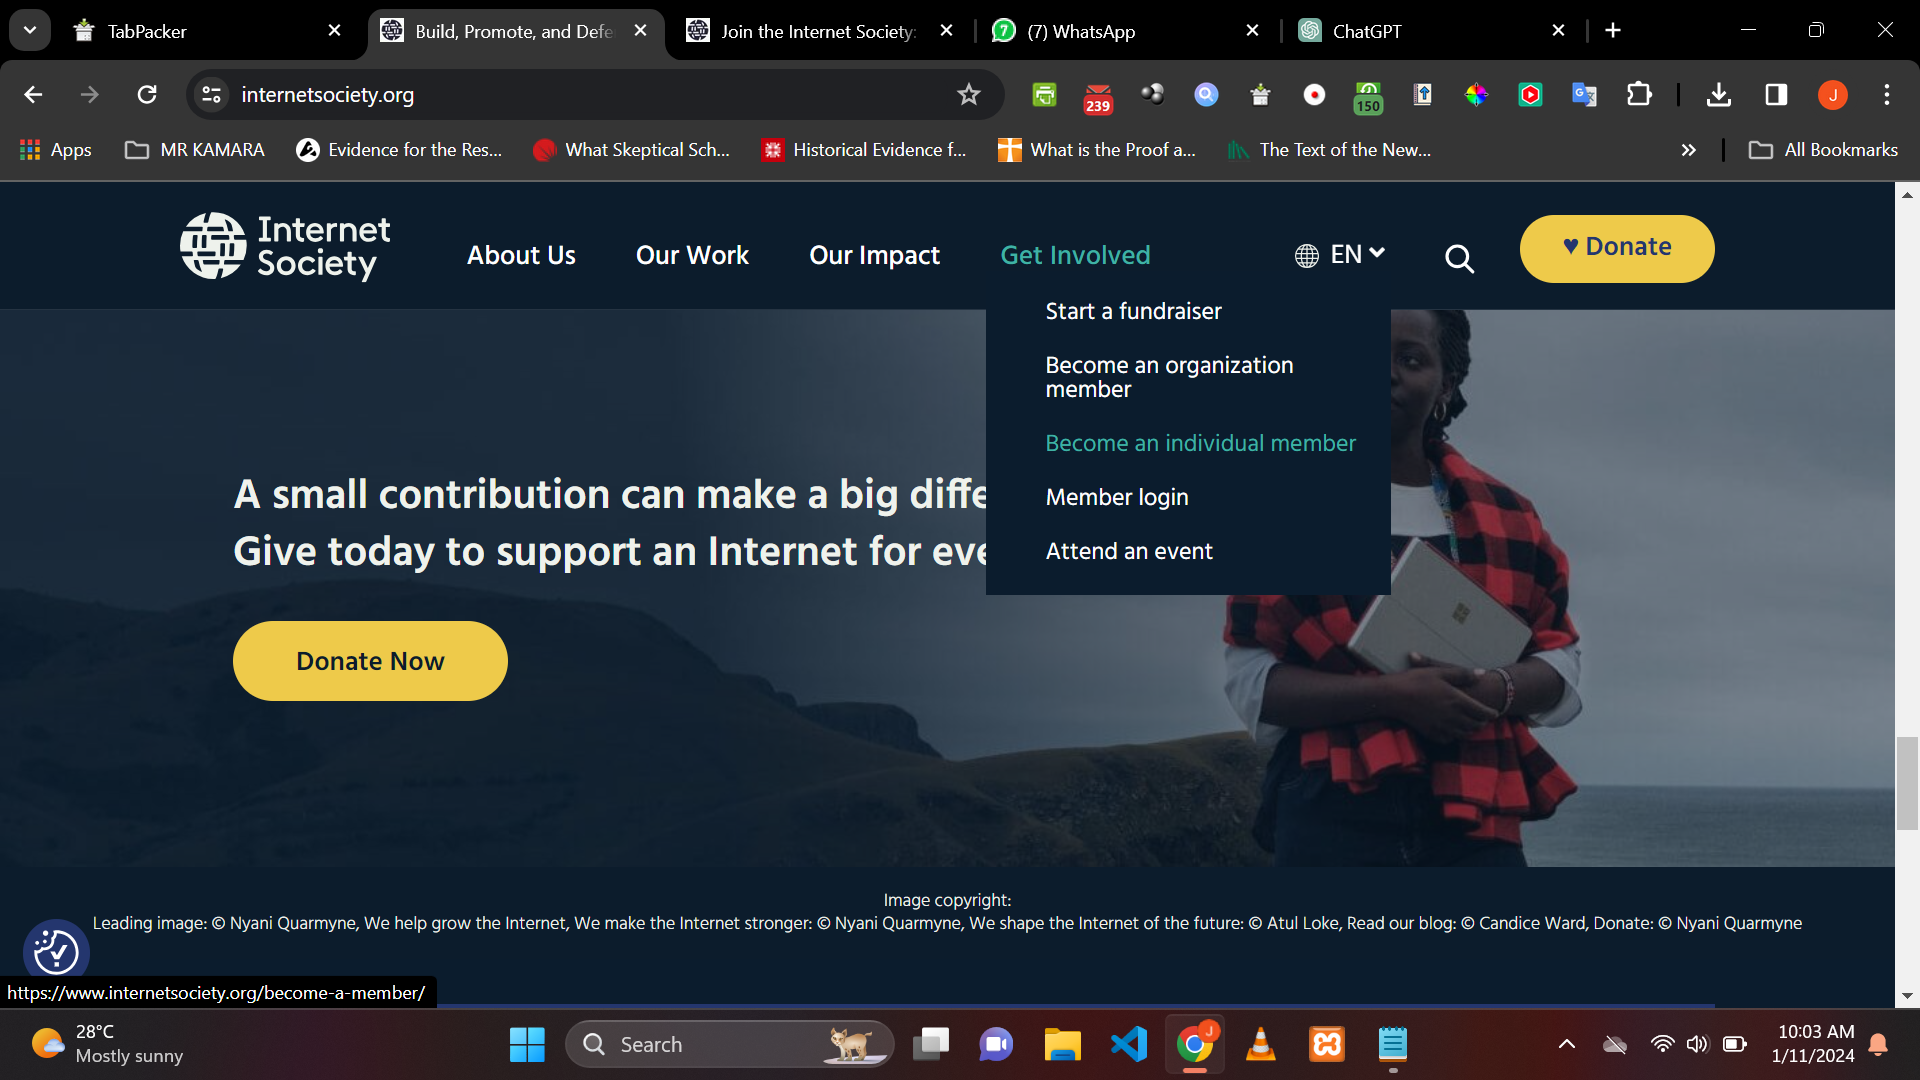 TabPacker
Build, Promote, and Defe
Join the Internet Society:
(7) WhatsApp
ChatGPT
internetsociety.org
239
150
J
Apps
MR KAMARA
Evidence for the Res...
What Skeptical Sch...
Historical Evidence f...
What is the Proof a...
The Text of the New...
»
All Bookmarks
Internet
Society
About Us
Our Work
Our Impact
Get Involved
EN
♥ Donate
Start a fundraiser
Become an organization
member
Become an individual member
Member login
Attend an event
A small contribution can make a big diffe
Give today to support an Internet for eve
Donate Now
Image copyright:
Leading image: © Nyani Quarmyne, We help grow the Internet, We make the Internet stronger: © Nyani Quarmyne, We shape the Internet of the future: © Atul Loke, Read our blog: © Candice Ward, Donate: © Nyani Quarmyne
https://www.internetsociety.org/become-a-member/
28°C
Mostly sunny
Search
J
10:03 AM
1/11/2024